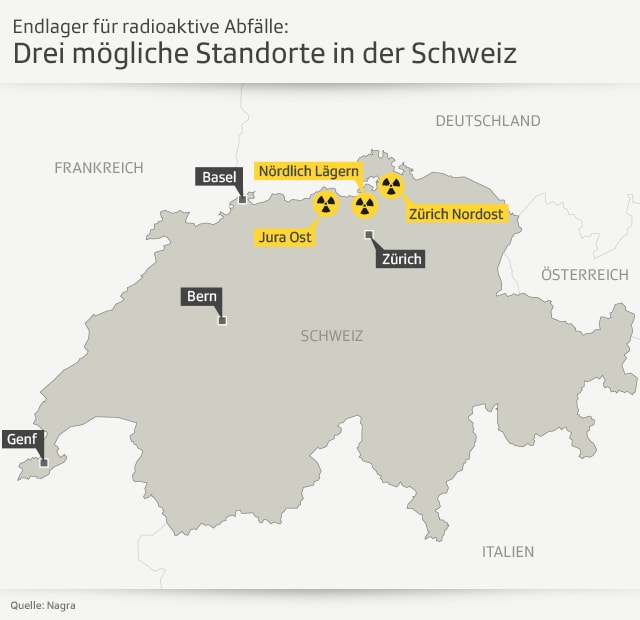 Endlager für radioaktive Abfälle:
Drei mögliche Standorte in der Schweiz
DEUTSCHLAND
FRANKREICH
Basel
Nördlich Lägern
Zürich Nordost
Jura Ost
Zürich
ÖSTERREICH
Bern
SCHWEIZ
Genf
ITALIEN
Quelle: Nagra